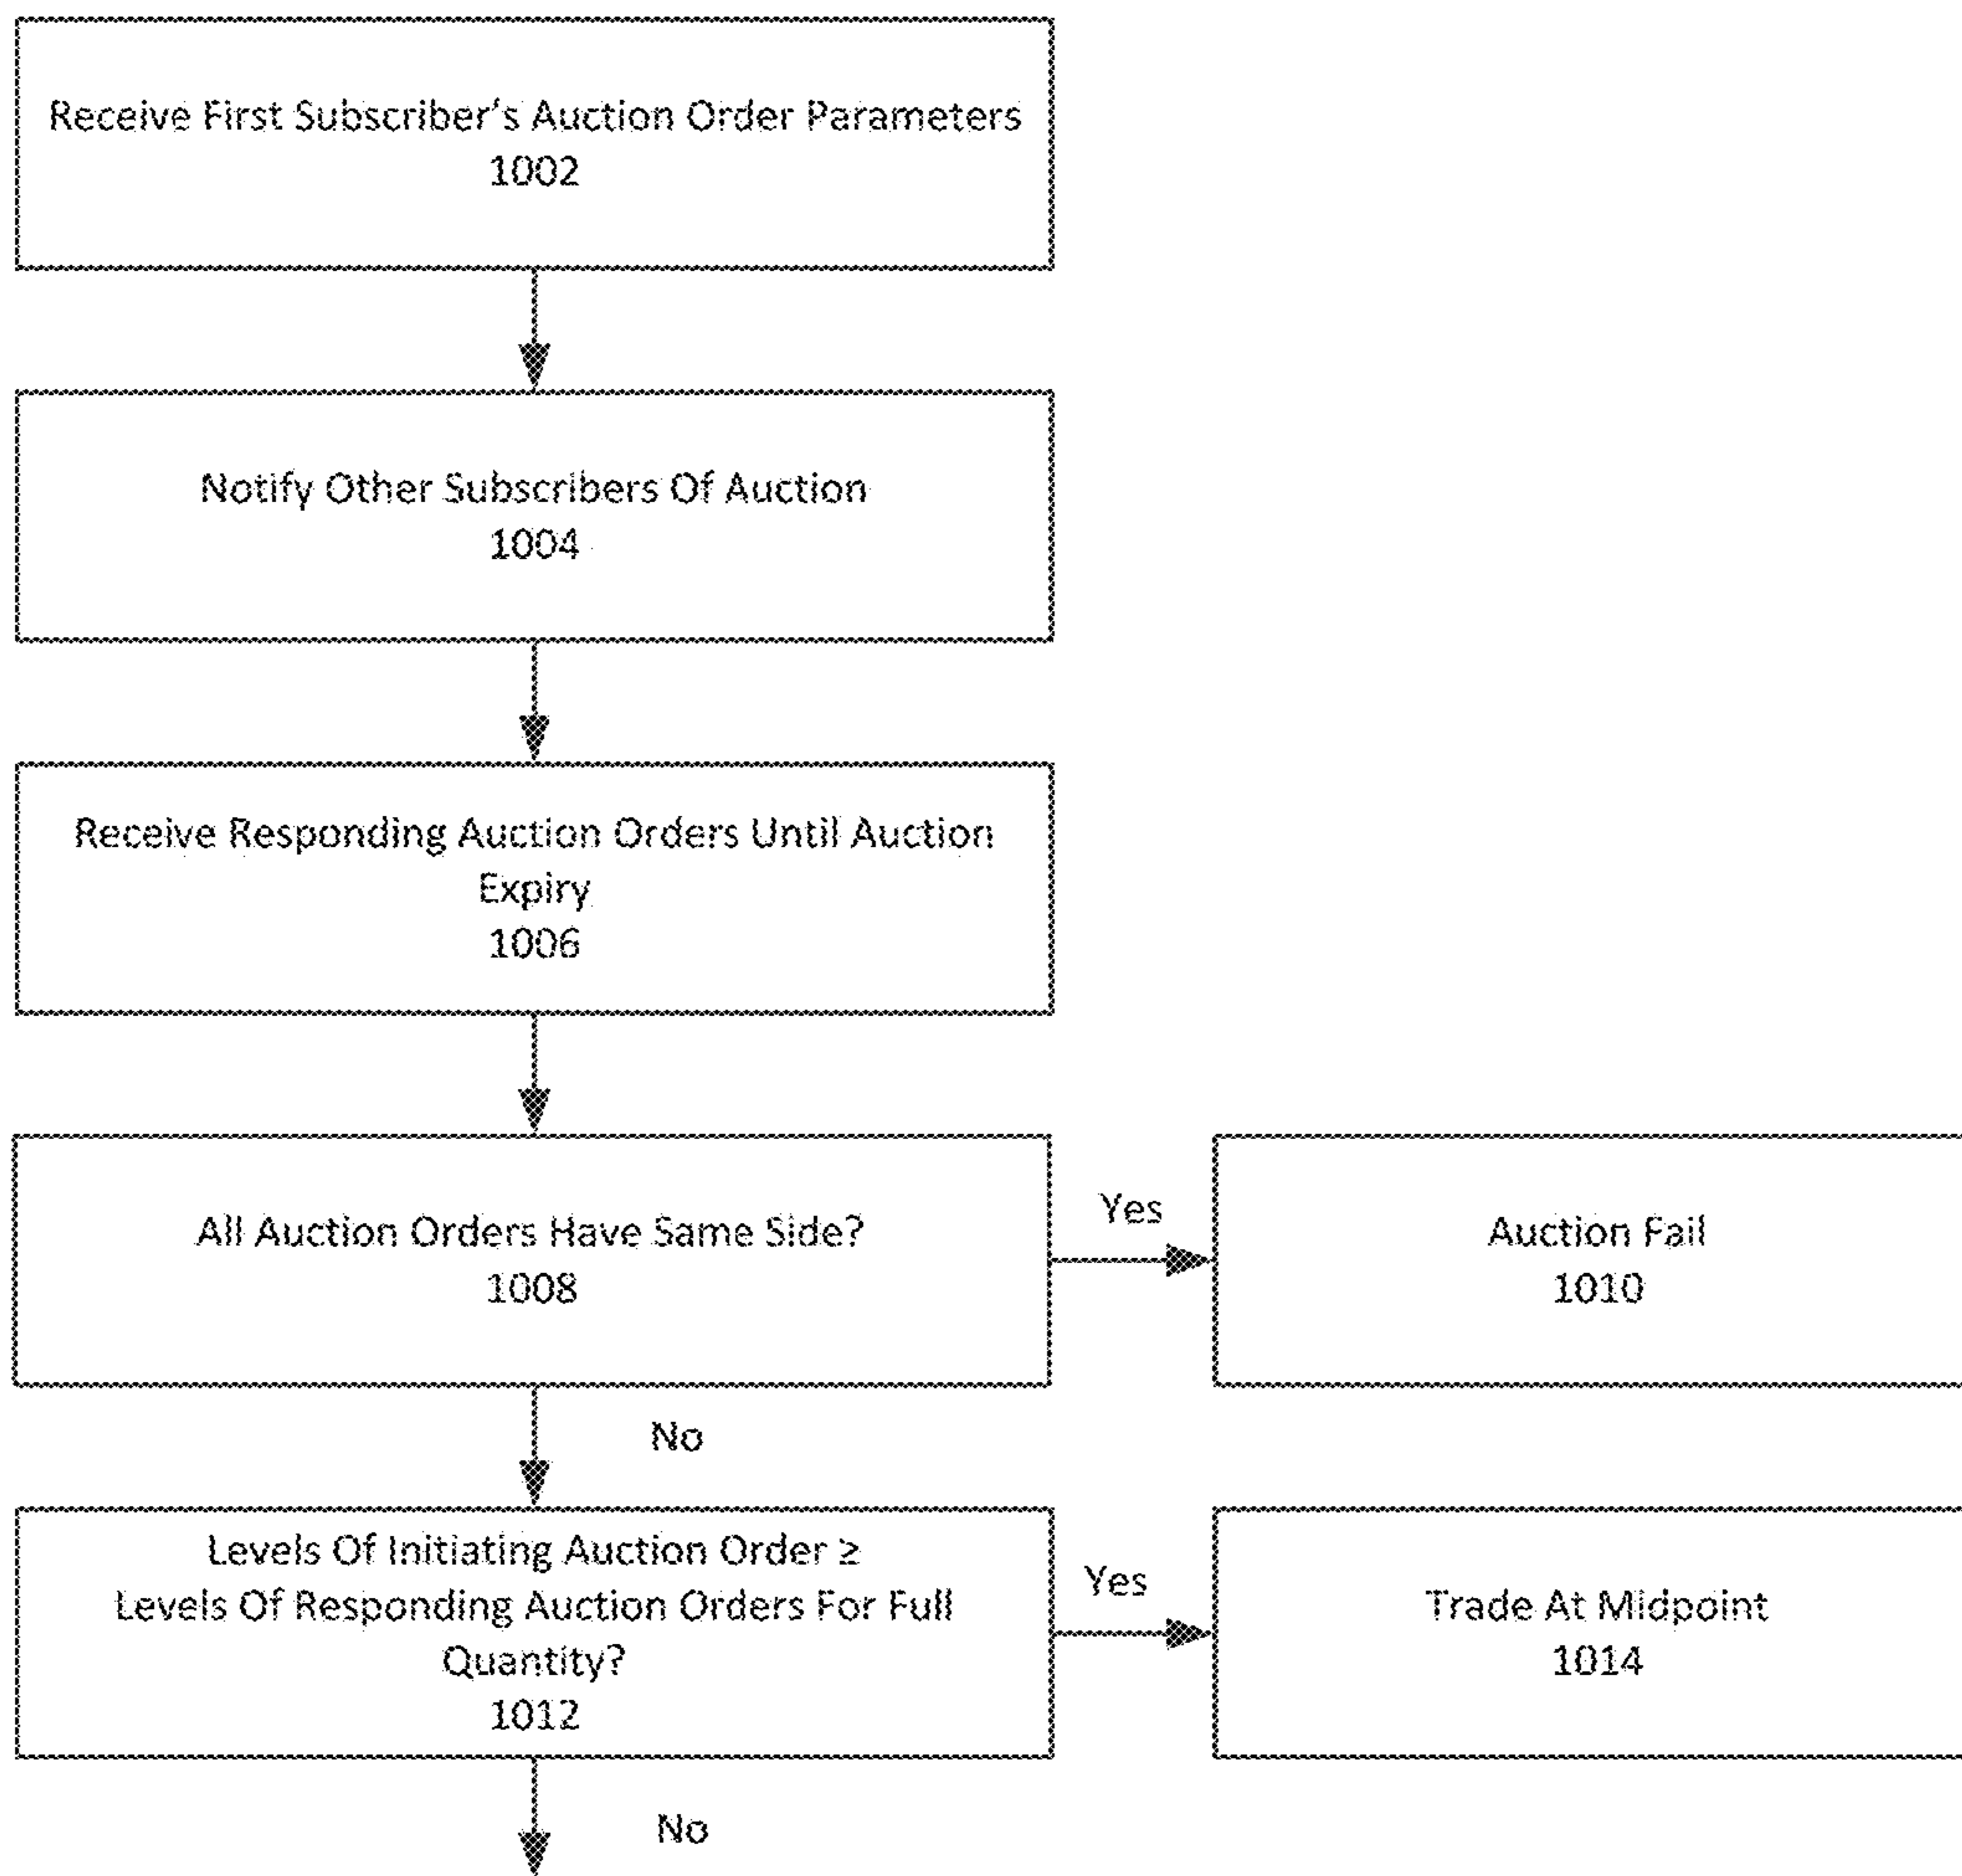 Receive First Subscriber's Auction Order Parameters
1002
Notify Other Subscribers Of Auction
1004
Receive Responding Auction Orders Until Auction
Expiry
1006
All Auction Orders Have Same Side?
1008
Yes
Auction Fail
1010
No
Levels Of Initiating Auction Order ≥
Levels Of Responding Auction Orders For Full
Quantity?
1012
Yes
Trade At Midpoint
1014
No